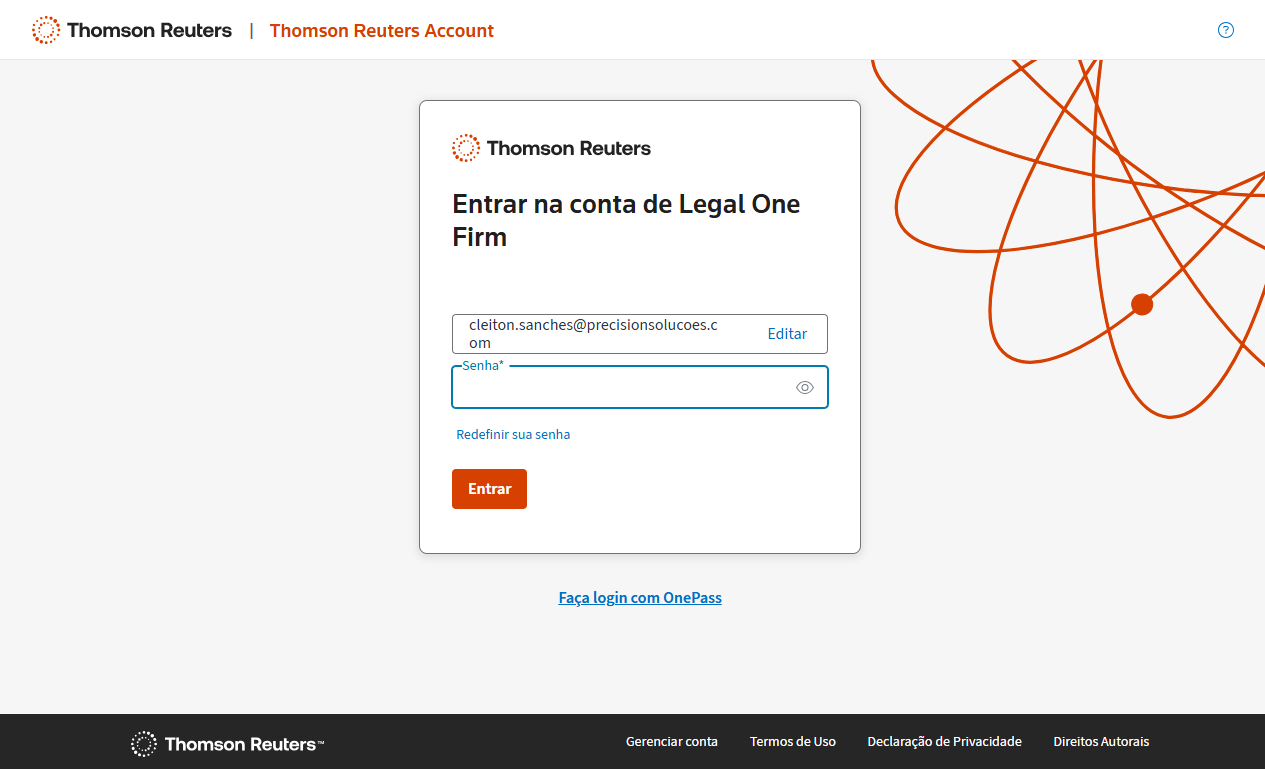 Thomson Reuters | Thomson Reuters Account ?
Thomson Reuters
Entrar na conta de Legal One
Firm
cleiton.sanches@precisionsolucoes.c
om
Editar
Senha*
Redefinir sua senha
Entrar
Faça login com OnePass
Thomson Reuters™ Gerenciar conta Termos de Uso Declaração de Privacidade Direitos Autorais